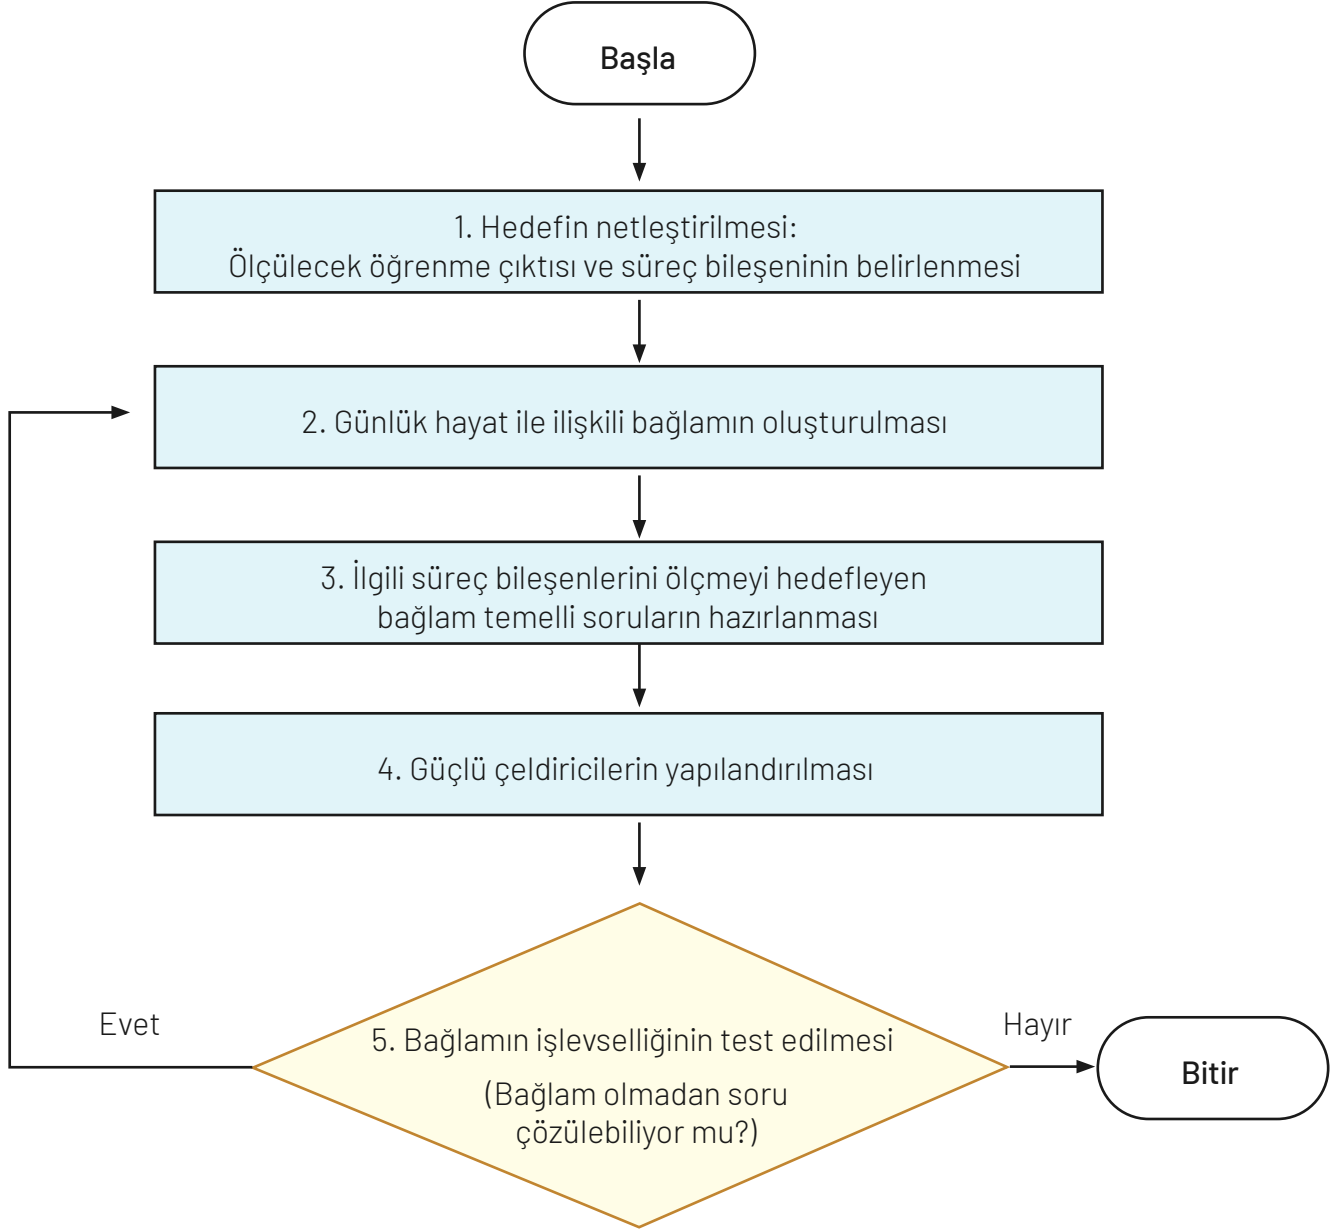 Başla
1. Hedefin netleştirilmesi:
Ölçülecek öğrenme çıktısı ve süreç bileşeninin belirlenmesi
2. Günlük hayat ile ilişkili bağlamın oluşturulması
3. İlgili süreç bileşenlerini ölçmeyi hedefleyen
bağlam temelli soruların hazırlanması
4. Güçlü çeldiricilerin yapılandırılması
Evet
5. Bağlamın işlevselliğinin test edilmesi
(Bağlam olmadan soru
çözülebiliyor mu?)
Hayır
Bitir